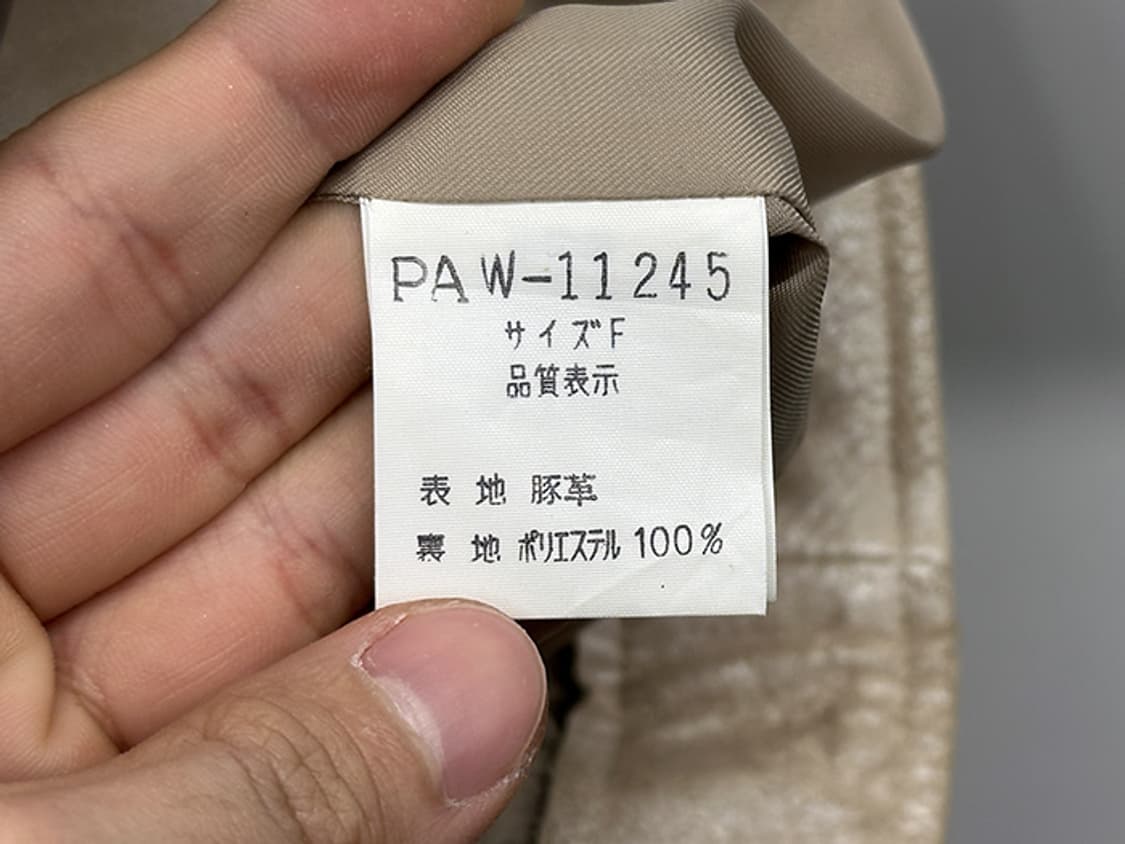 PAW-11245
サイズF
品質表示
表 地 豚革
裏 地 ポリエステル 100%